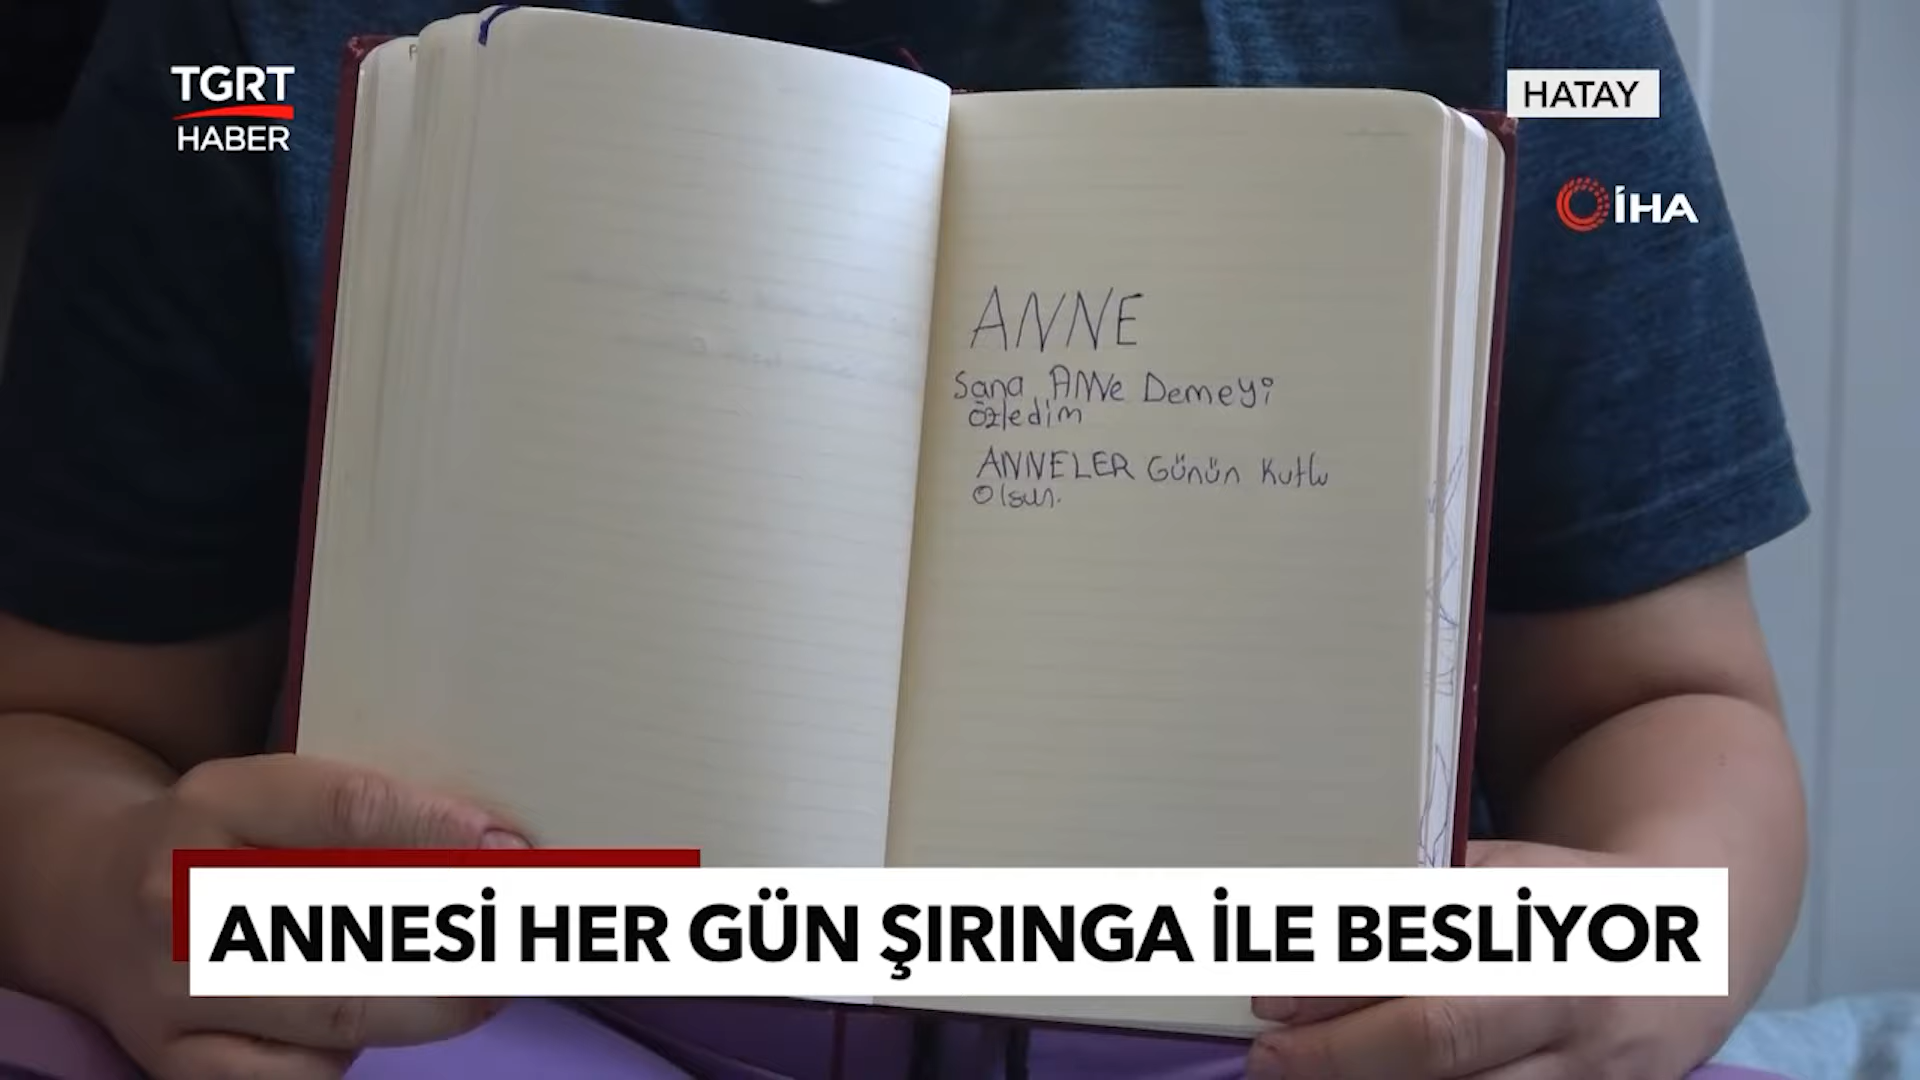 TGRT
HABER
HATAY
İHA
ANNE
Sana ANNe Demeyi
özledim
ANNELER Günün Kutlu
Olsun.
ANNESİ HER GÜN ŞIRINGA İLE BESLİYOR